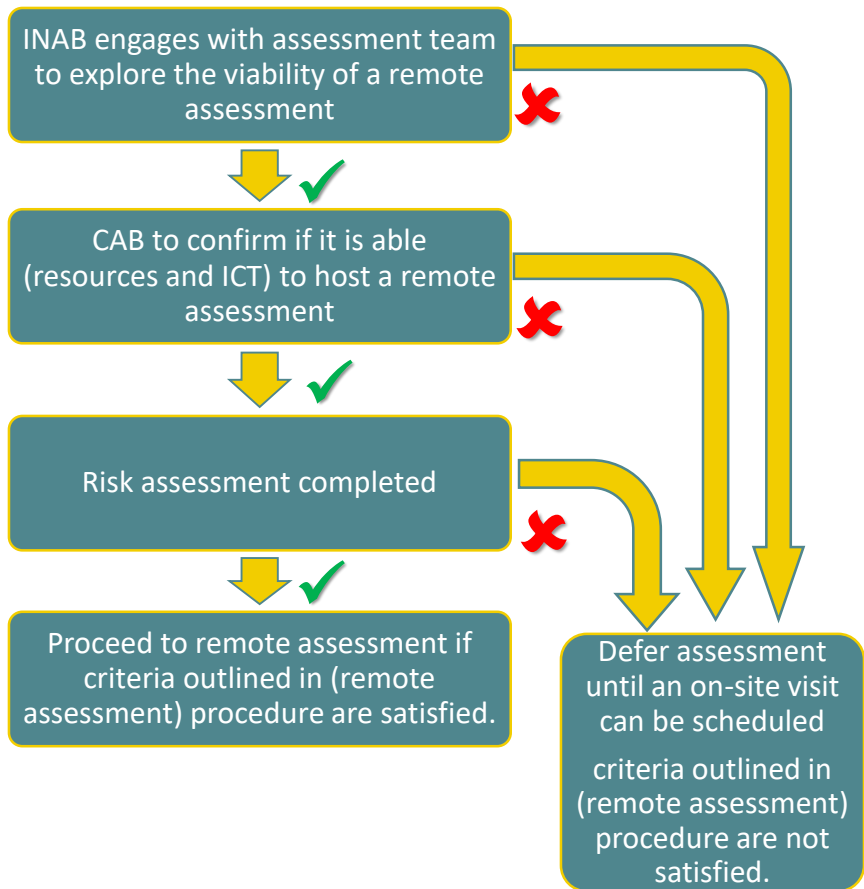 INAB engages with assessment team
to explore the viability of a remote
assessment
CAB to confirm if it is able
(resources and ICT) to host a remote
assessment
Risk assessment completed
Proceed to remote assessment if
criteria outlined in (remote
assessment) procedure are satisfied.
Defer assessment
until an on-site visit
can be scheduled
criteria outlined in
(remote assessment)
procedure are not
satisfied.